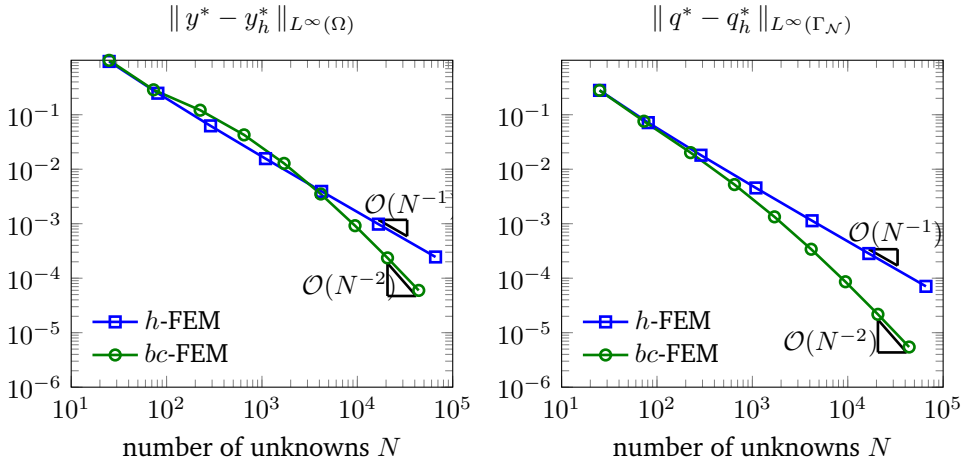 ‖ y* − y*_h ‖_{L^∞(Ω)}
10^{-1}
10^{-2}
10^{-3}
10^{-4}
10^{-5}
10^{-6}
O(N^{-1}
O(N^{-2})
h-FEM
bc-FEM
10^1 10^2 10^3 10^4 10^5
number of unknowns N
‖ q* − q*_h ‖_{L^∞(Γ_N)}
10^{-1}
10^{-2}
10^{-3}
10^{-4}
10^{-5}
10^{-6}
O(N^{-1})
O(N^{-2})
h-FEM
bc-FEM
10^1 10^2 10^3 10^4 10^5
number of unknowns N